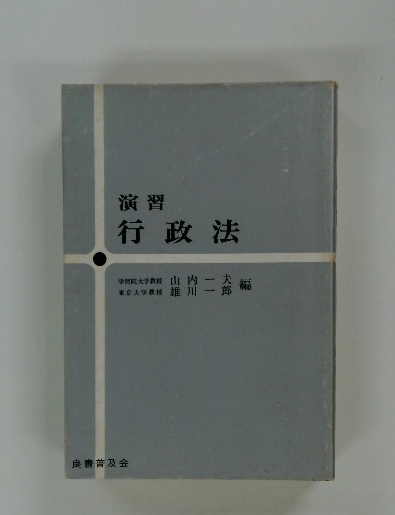 演習
行政法
学習院大学教授 山内一夫
東京大学教授 雄川一郎 編
良書普及会